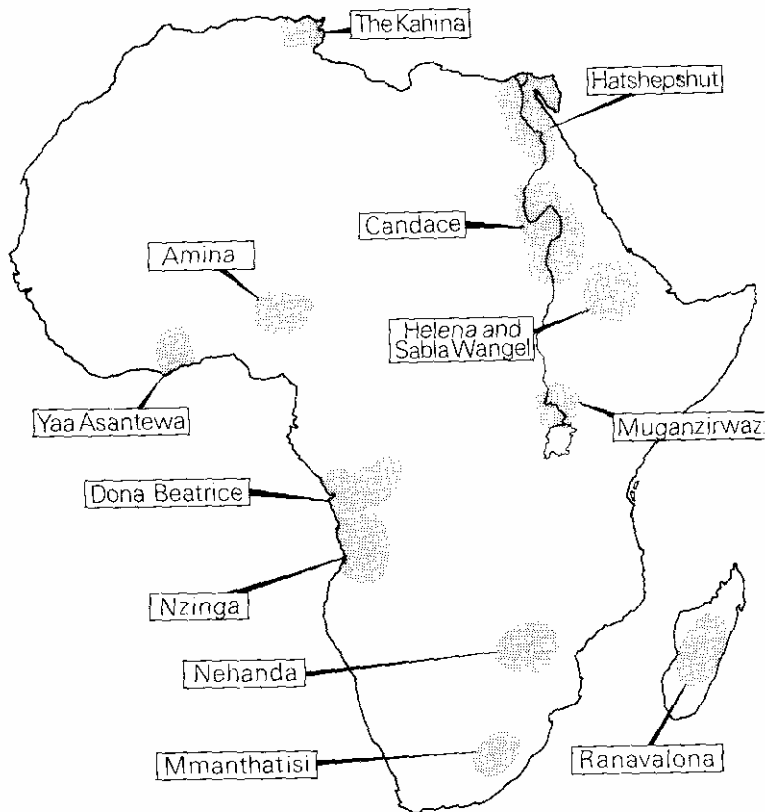 The Kahina
Hatshepshut
Candace
Amina
Helena and
Sabla Wangel
Yaa Asantewa
Muganzirwaz
Dona Beatrice
Nzinga
Nehanda
Mmanthatisi
Ranavalona